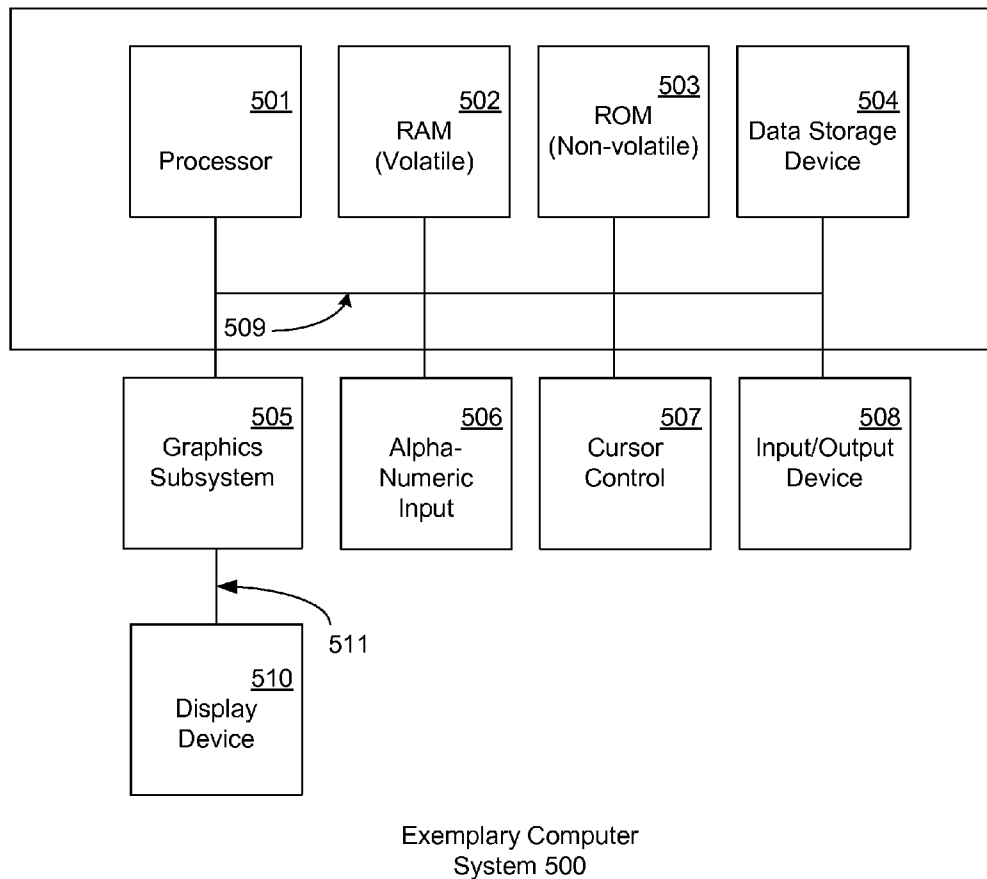 501
Processor
502
RAM
(Volatile)
503
ROM
(Non-volatile)
504
Data Storage
Device
509
505
Graphics
Subsystem
506
Alpha-
Numeric
Input
507
Cursor
Control
508
Input/Output
Device
511
510
Display
Device
Exemplary Computer
System 500